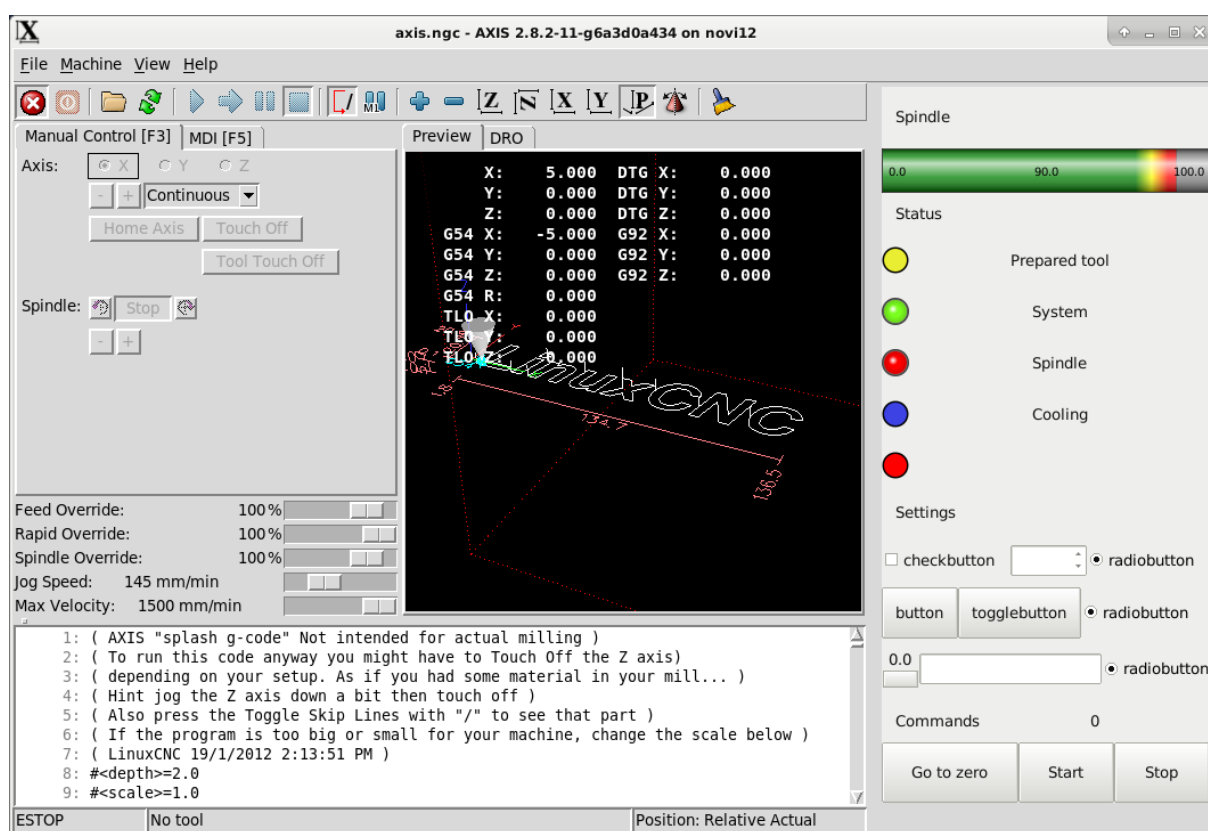 axis.ngc - AXIS 2.8.2-11-g6a3d0a434 on novi12
File Machine View Help
Manual Control [F3] MDI [F5]
Axis: X Y Z
- + Continuous
Home Axis Touch Off
Tool Touch Off
Spindle: Stop
- +
Feed Override: 100%
Rapid Override: 100%
Spindle Override: 100%
Jog Speed: 145 mm/min
Max Velocity: 1500 mm/min
Preview DRO
X: 5.000 DTG X: 0.000
Y: 0.000 DTG Y: 0.000
Z: 0.000 DTG Z: 0.000
G54 X: -5.000 G92 X: 0.000
G54 Y: 0.000 G92 Y: 0.000
G54 Z: 0.000 G92 Z: 0.000
G54 R: 0.000
TLO X: 0.000
TLO Y: 0.000
TLO Z: 0.000
LinuxCNC
1.8
134.7
136.5
1: ( AXIS "splash g-code" Not intended for actual milling )
2: ( To run this code anyway you might have to Touch Off the Z axis)
3: ( depending on your setup. As if you had some material in your mill... )
4: ( Hint jog the Z axis down a bit then touch off )
5: ( Also press the Toggle Skip Lines with "/" to see that part )
6: ( If the program is too big or small for your machine, change the scale below )
7: ( LinuxCNC 19/1/2012 2:13:51 PM )
8: #<depth>=2.0
9: #<scale>=1.0
ESTOP No tool Position: Relative Actual
Spindle
0.0 90.0 100.0
Status
Prepared tool
System
Spindle
Cooling
Settings
checkbutton radiobutton
button togglebutton radiobutton
0.0 radiobutton
Commands 0
Go to zero Start Stop